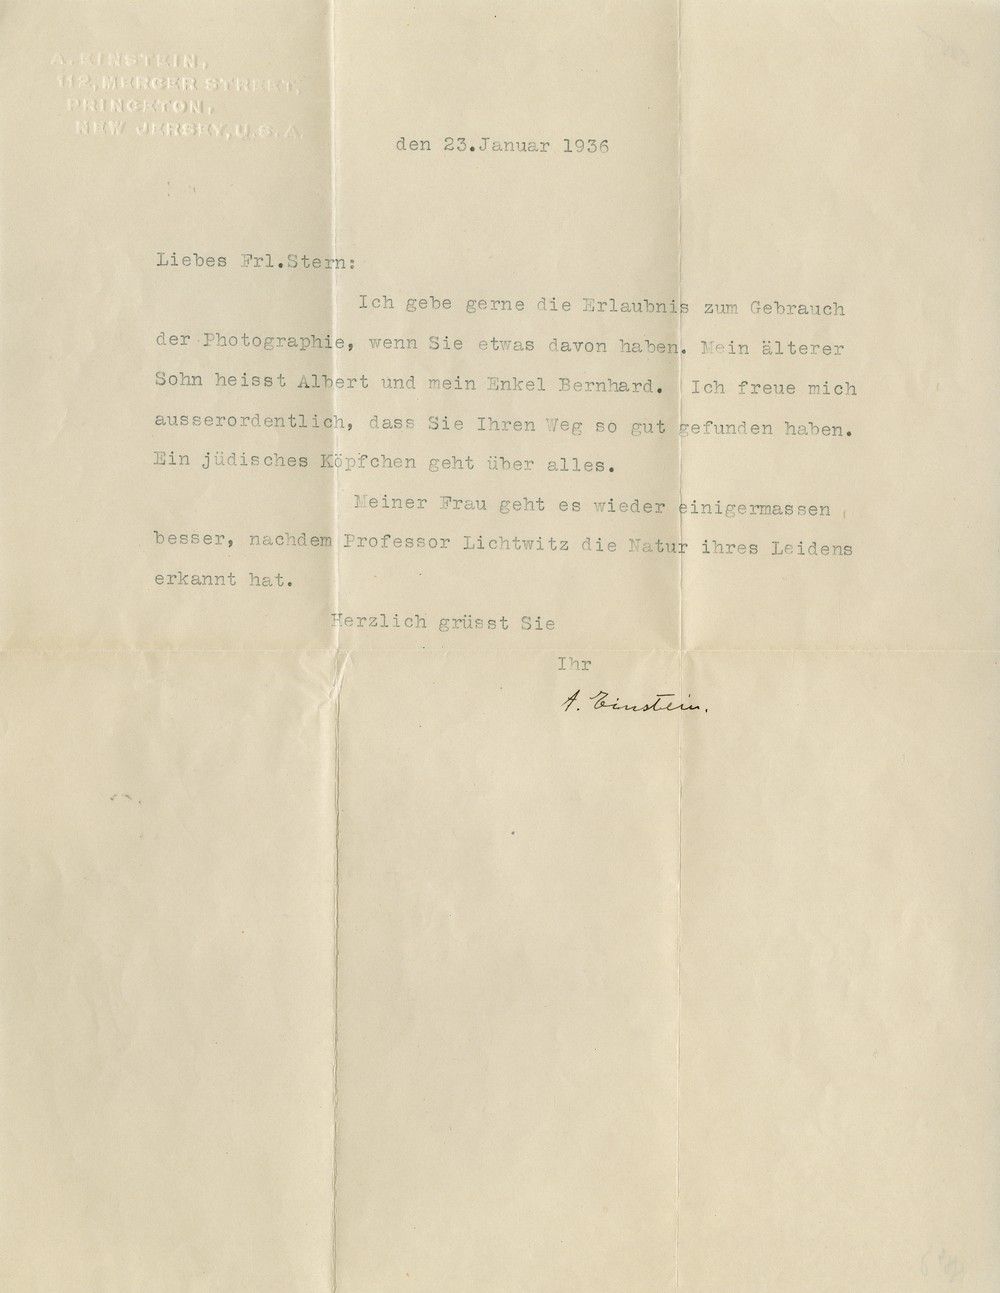 A. EINSTEIN,
112, MERCER STREET,
PRINCETON,
NEW JERSEY, U.S.A.
den 23.Januar 1936
Liebes Frl.Stern:
Ich gebe gerne die Erlaubnis zum Gebrauch
der Photographie, wenn Sie etwas davon haben. Mein älterer
Sohn heisst Albert und mein Enkel Bernhard. Ich freue mich
ausserordentlich, dass Sie Ihren Weg so gut gefunden haben.
Ein jüdisches Köpfchen geht über alles.
Meiner Frau geht es wieder einigermassen
besser, nachdem Professor Lichtwitz die Natur ihres Leidens
erkannt hat.
Herzlich grüsst Sie
Ihr
A. Einstein.